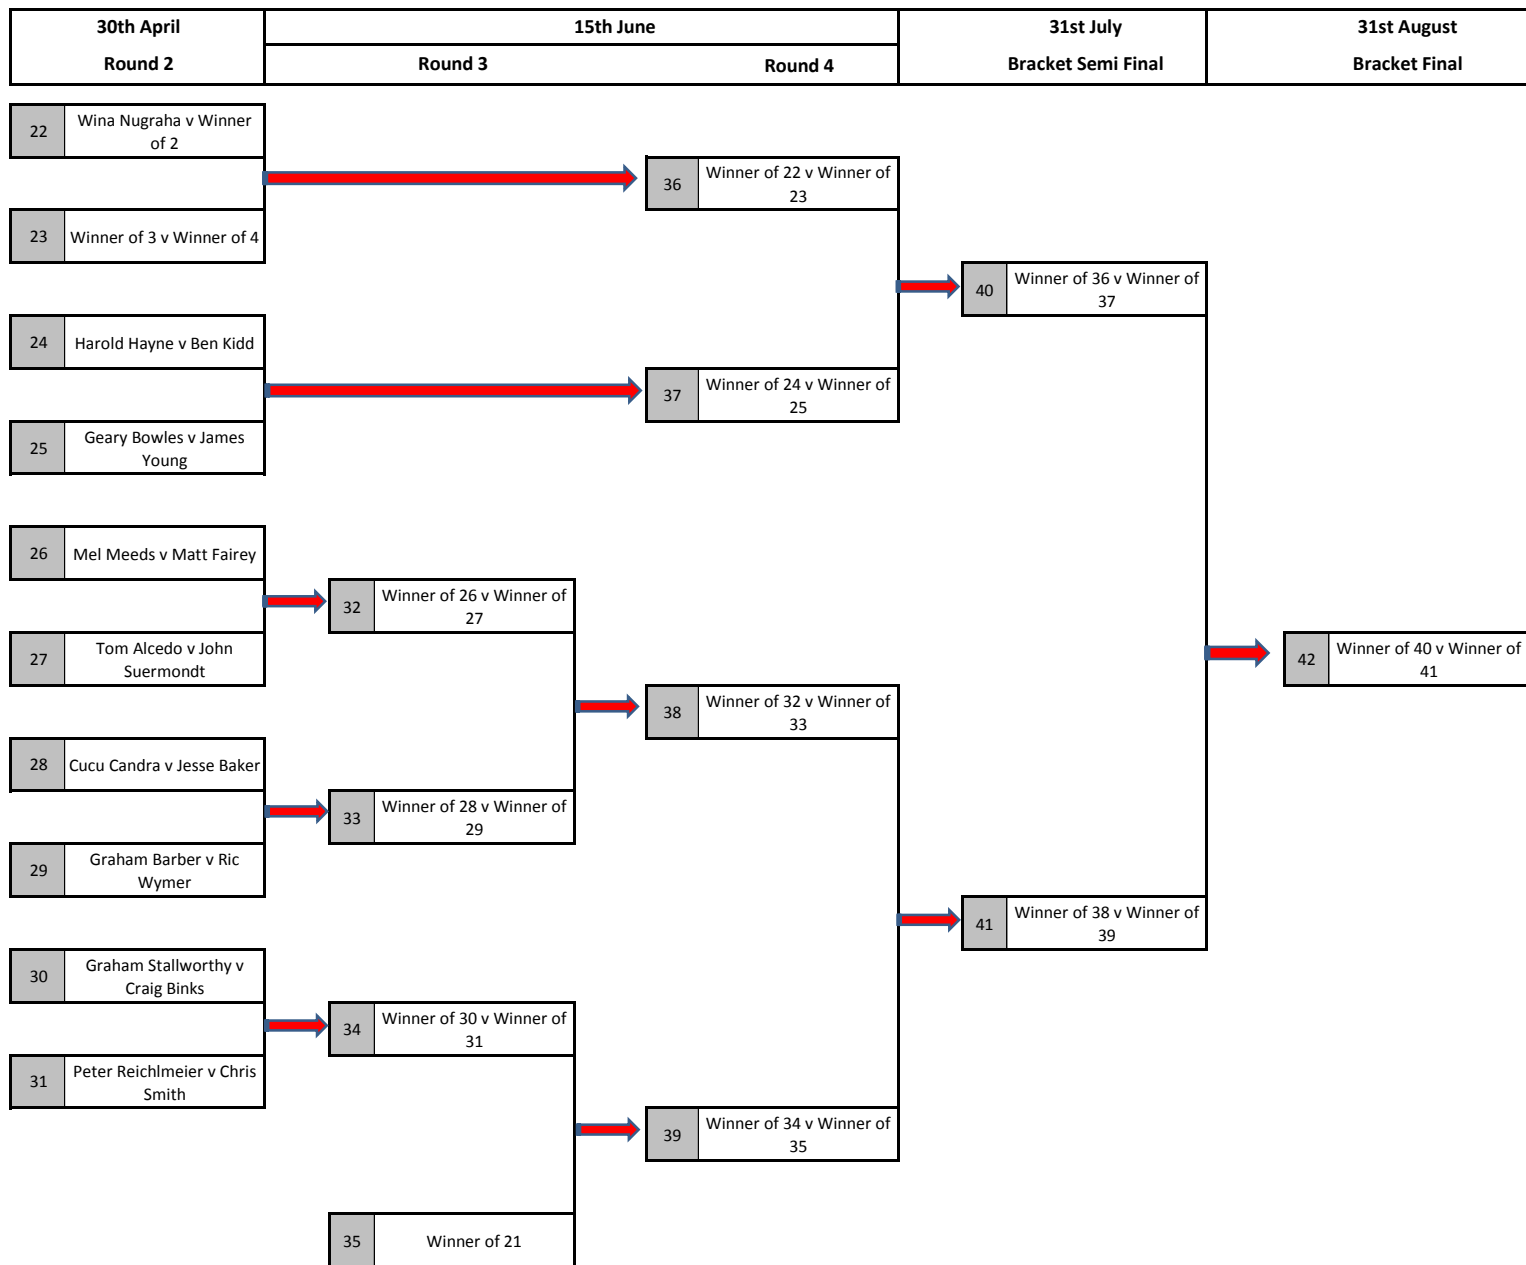 30th April
15th June
31st July
31st August
Round 2
Round 3
Round 4
Bracket Semi Final
Bracket Final
22
Wina Nugraha v Winner
of 2
36
Winner of 22 v Winner of
23
23
Winner of 3 v Winner of 4
40
Winner of 36 v Winner of
37
24
Harold Hayne v Ben Kidd
37
Winner of 24 v Winner of
25
25
Geary Bowles v James
Young
26
Mel Meeds v Matt Fairey
32
Winner of 26 v Winner of
27
27
Tom Alcedo v John
Suermondt
42
Winner of 40 v Winner of
41
38
Winner of 32 v Winner of
33
28
Cucu Candra v Jesse Baker
33
Winner of 28 v Winner of
29
29
Graham Barber v Ric
Wymer
41
Winner of 38 v Winner of
39
30
Graham Stallworthy v
Craig Binks
34
Winner of 30 v Winner of
31
31
Peter Reichlmeier v Chris
Smith
39
Winner of 34 v Winner of
35
35
Winner of 21